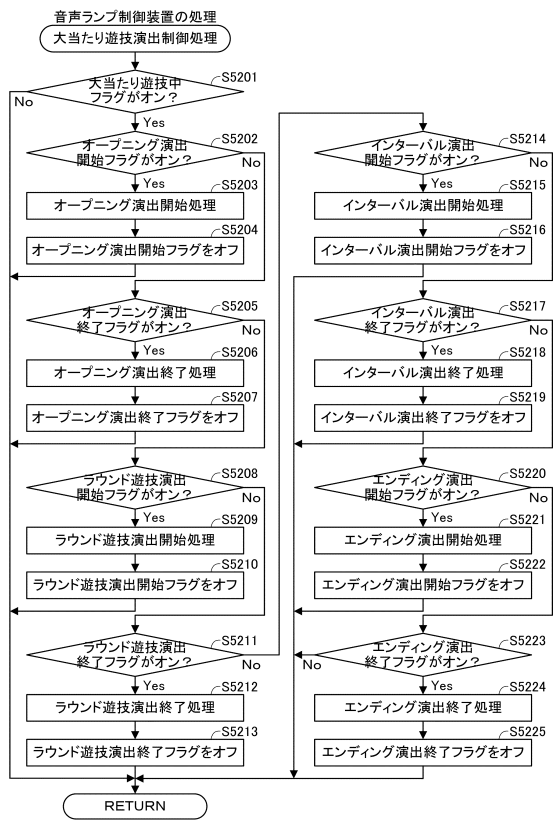 音声ランプ制御装置の処理
大当たり遊技演出制御処理
S5201
大当たり遊技中
フラグがオン？
No
Yes
S5202
オープニング演出
開始フラグがオン？
No
Yes
S5203
オープニング演出開始処理
S5204
オープニング演出開始フラグをオフ
S5205
オープニング演出
終了フラグがオン？
No
Yes
S5206
オープニング演出終了処理
S5207
オープニング演出終了フラグをオフ
S5208
ラウンド遊技演出
開始フラグがオン？
No
Yes
S5209
ラウンド遊技演出開始処理
S5210
ラウンド遊技演出開始フラグをオフ
S5211
ラウンド遊技演出
終了フラグがオン？
No
Yes
S5212
ラウンド遊技演出終了処理
S5213
ラウンド遊技演出終了フラグをオフ
S5214
インターバル演出
開始フラグがオン？
No
Yes
S5215
インターバル演出開始処理
S5216
インターバル演出開始フラグをオフ
S5217
インターバル演出
終了フラグがオン？
No
Yes
S5218
インターバル演出終了処理
S5219
インターバル演出終了フラグをオフ
S5220
エンディング演出
開始フラグがオン？
No
Yes
S5221
エンディング演出開始処理
S5222
エンディング演出開始フラグをオフ
S5223
エンディング演出
終了フラグがオン？
No
Yes
S5224
エンディング演出終了処理
S5225
エンディング演出終了フラグをオフ
RETURN